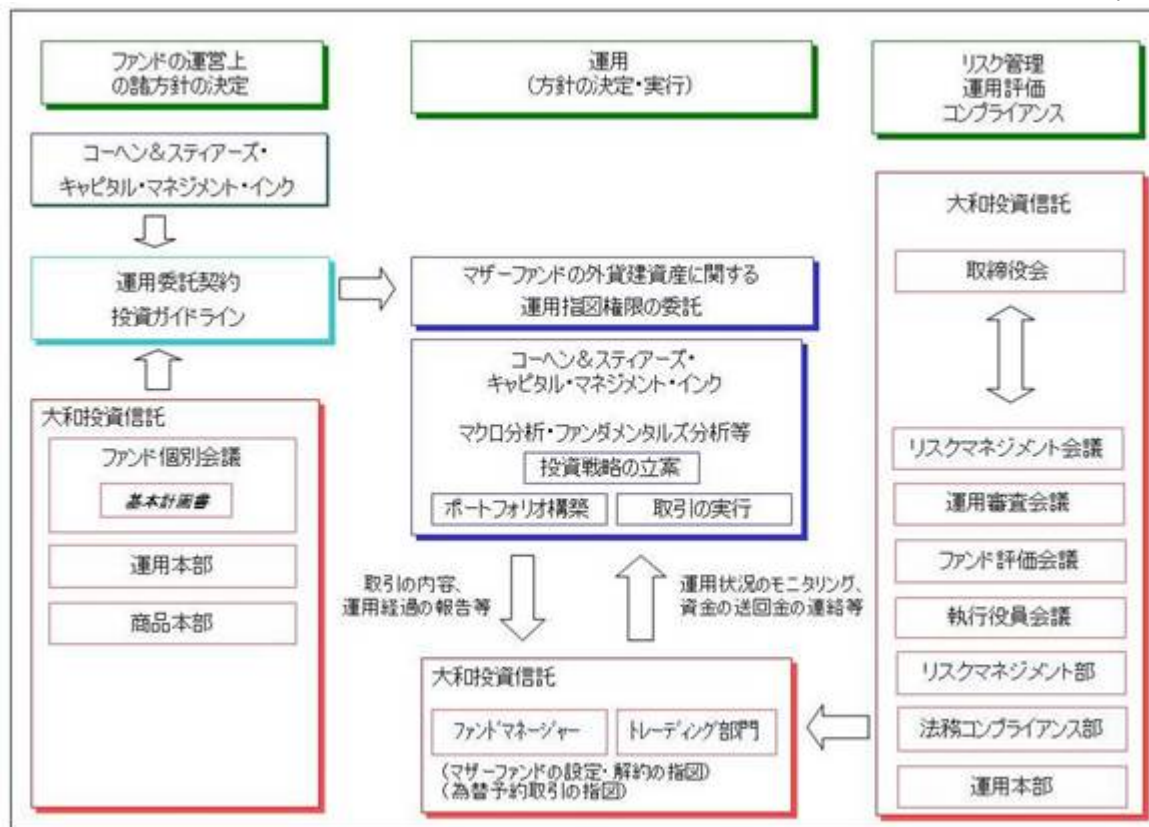 ファンドの運営上
の諸方針の決定
運用
(方針の決定・実行)
リスク管理
運用評価
コンプライアンス
コーヘン&スティアーズ・
キャピタル・マネジメント・インク
運用委託契約
投資ガイドライン
大和投資信託
ファンド個別会議
基本計画書
運用本部
商品本部
マザーファンドの外貨建資産に関する
運用指図権限の委託
コーヘン&スティアーズ・
キャピタル・マネジメント・インク
マクロ分析・ファンダメンタルズ分析等
投資戦略の立案
ポートフォリオ構築
取引の実行
取引の内容、
運用経過の報告等
運用状況のモニタリング、
資金の送回金の連絡等
大和投資信託
ファンドマネージャー
トレーディング部門
(マザーファンドの設定・解約の指図)
(為替予約取引の指図)
大和投資信託
取締役会
リスクマネジメント会議
運用審査会議
ファンド評価会議
執行役員会議
リスクマネジメント部
法務コンプライアンス部
運用本部